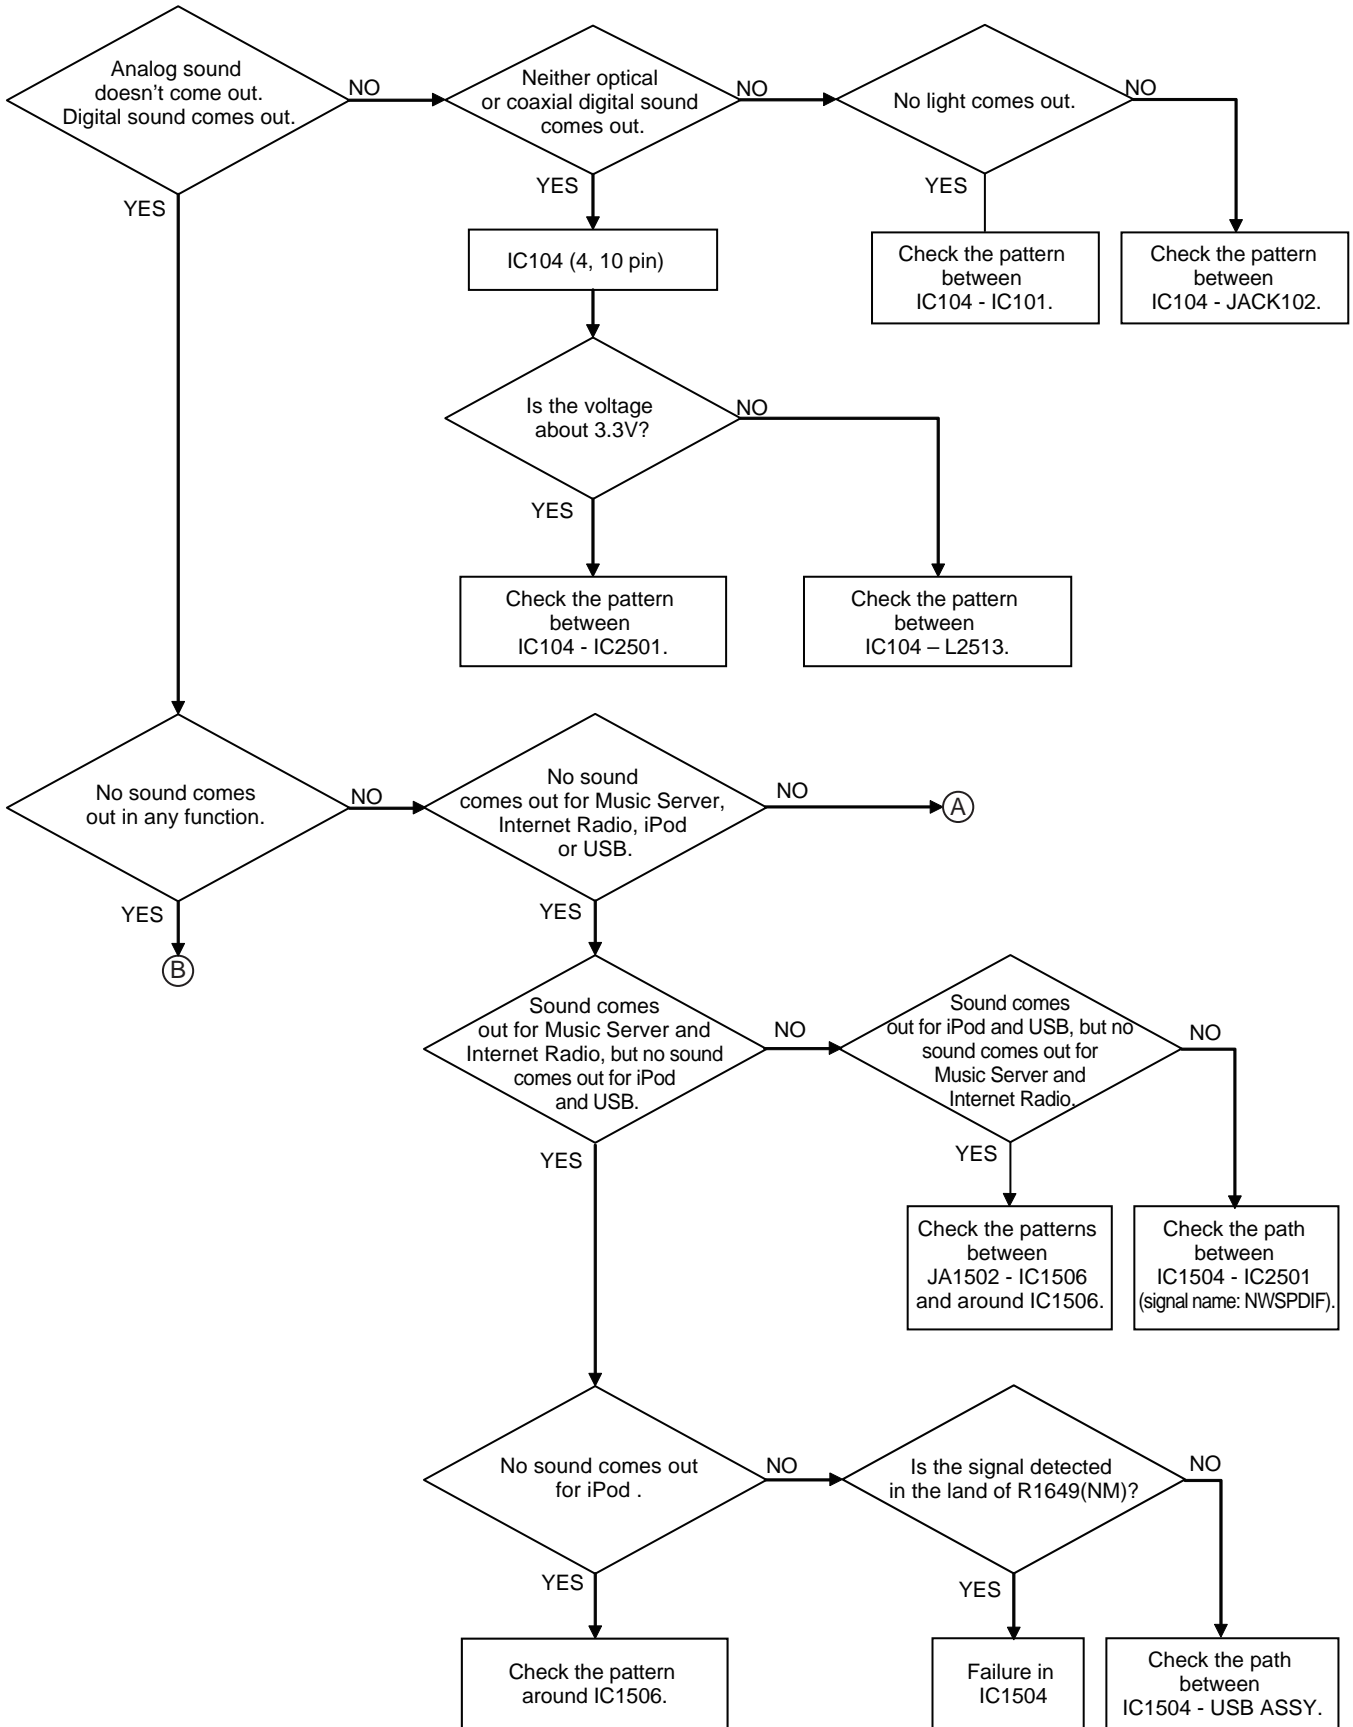 Analog sound
doesn't come out.
Digital sound comes out.
NO
YES
Neither optical
or coaxial digital sound
comes out.
NO
YES
No light comes out.
NO
YES
IC104 (4, 10 pin)
Check the pattern
between
IC104 - IC101.
Check the pattern
between
IC104 - JACK102.
Is the voltage
about 3.3V?
NO
YES
Check the pattern
between
IC104 - IC2501.
Check the pattern
between
IC104 – L2513.
No sound comes
out in any function.
NO
YES
B
No sound
comes out for Music Server,
Internet Radio, iPod
or USB.
NO
A
YES
Sound comes
out for Music Server and
Internet Radio, but no sound
comes out for iPod
and USB.
NO
YES
Sound comes
out for iPod and USB, but no
sound comes out for
Music Server and
Internet Radio.
NO
YES
Check the patterns
between
JA1502 - IC1506
and around IC1506.
Check the path
between
IC1504 - IC2501
(signal name: NWSPDIF).
No sound comes out
for iPod .
NO
YES
Is the signal detected
in the land of R1649(NM)?
NO
YES
Check the pattern
around IC1506.
Failure in
IC1504
Check the path
between
IC1504 - USB ASSY.